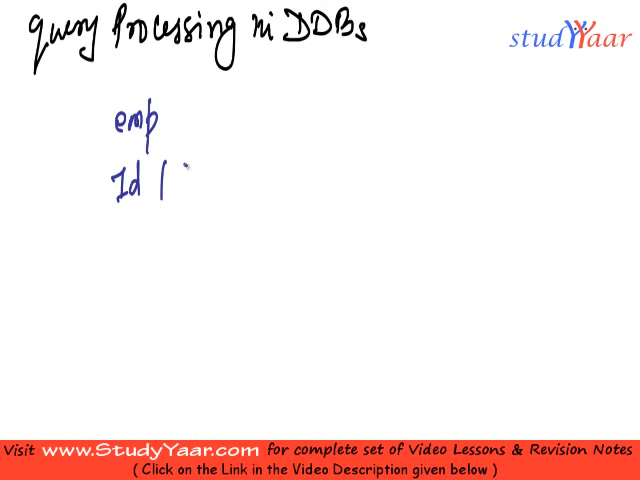 Query Processing in DDBs
studYYaar
emp
Id |
Visit www.StudyYaar.com for complete set of Video Lessons & Revision Notes
( Click on the Link in the Video Description given below )